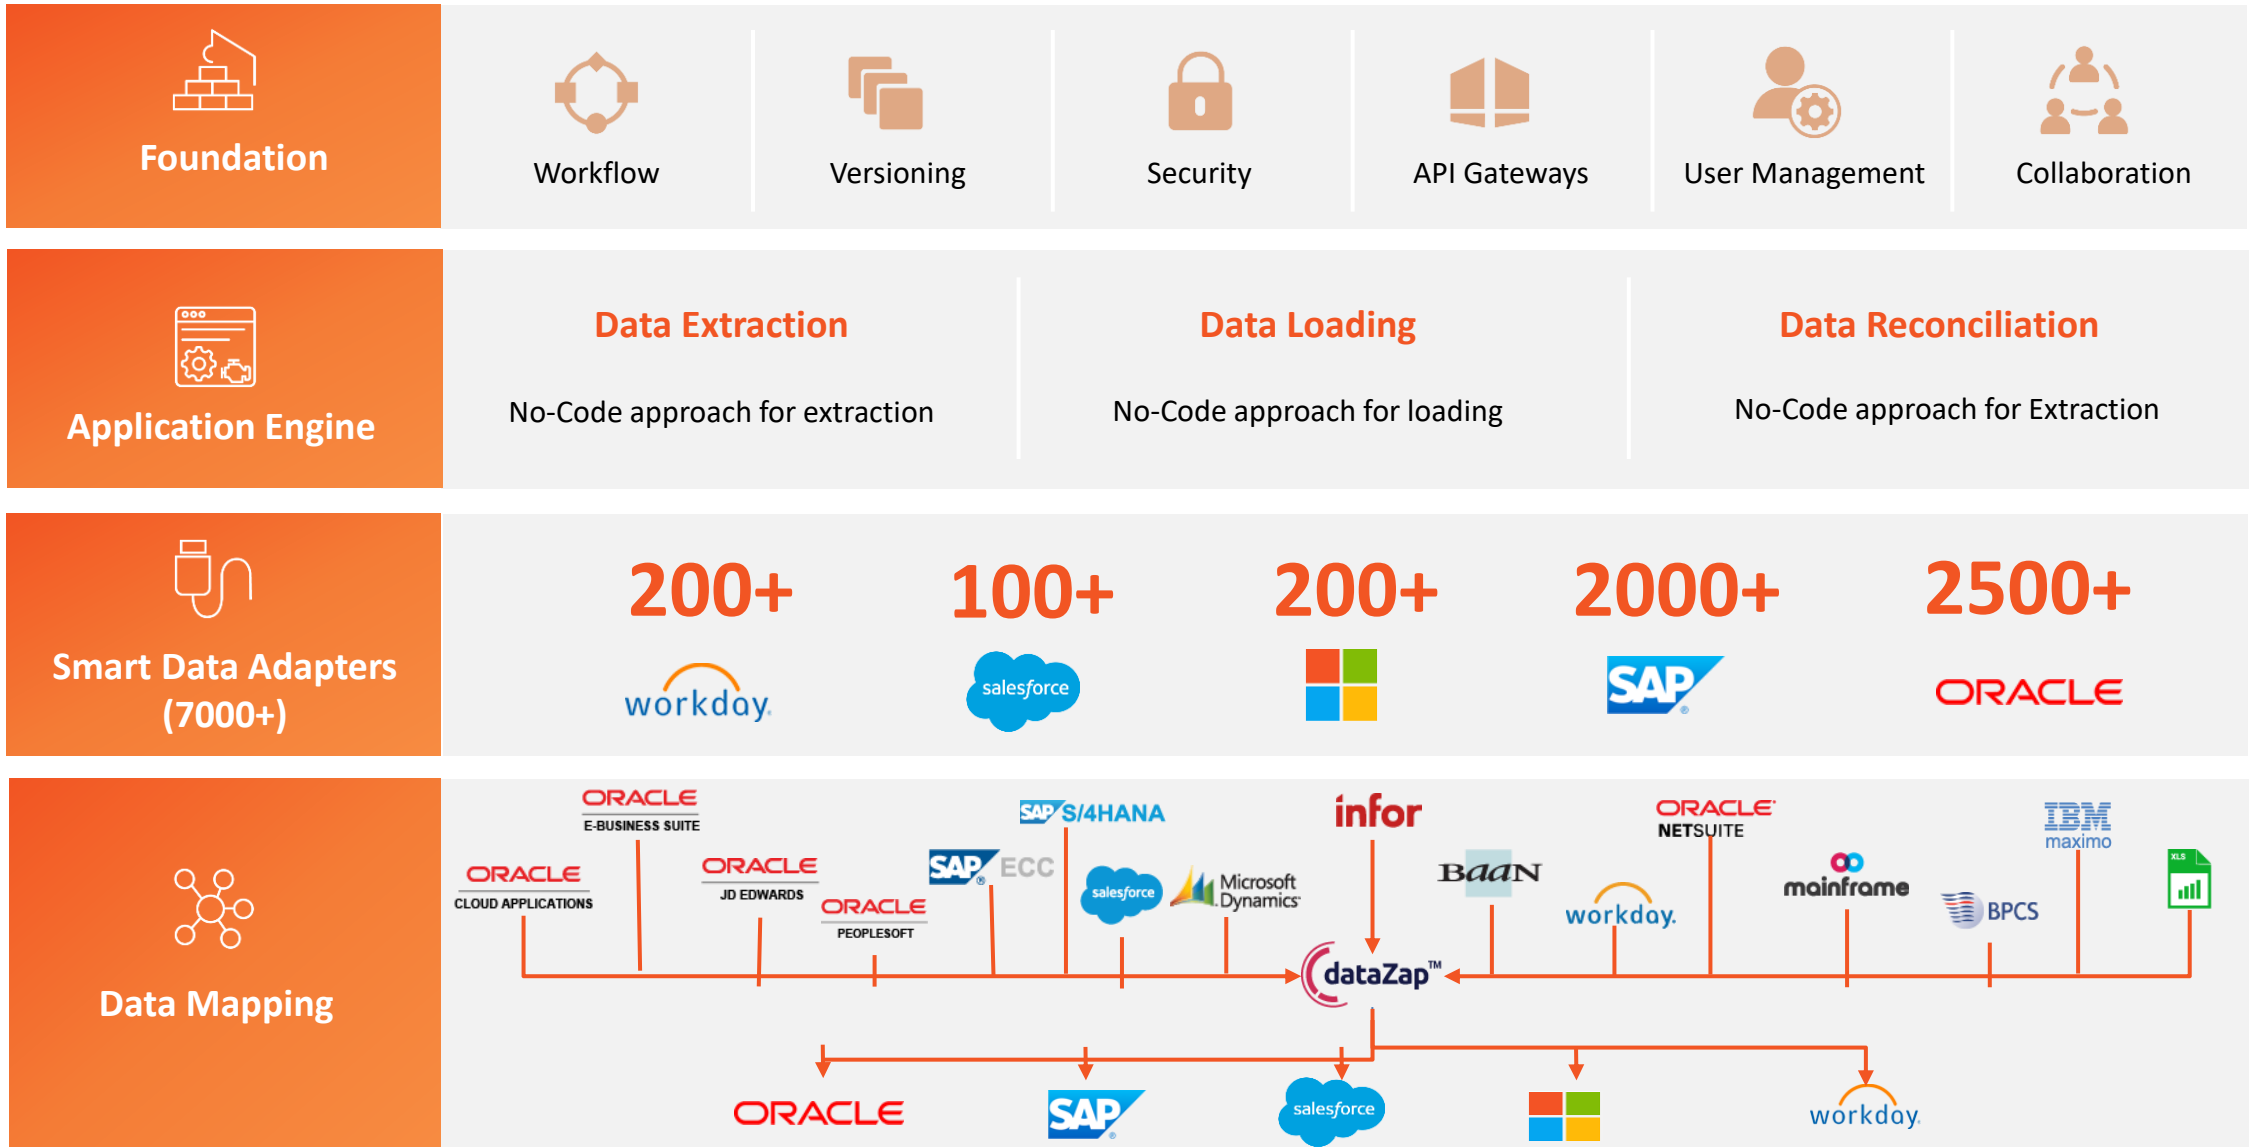 Foundation
Workflow
Versioning
Security
API Gateways
User Management
Collaboration
Application Engine
Data Extraction
No-Code approach for extraction
Data Loading
No-Code approach for loading
Data Reconciliation
No-Code approach for Extraction
Smart Data Adapters
(7000+)
200+
100+
200+
2000+
2500+
workday.
salesforce
SAP®
ORACLE
Data Mapping
ORACLE
E-BUSINESS SUITE
SAP S/4HANA
infor
ORACLE®
NETSUITE
IBM
maximo
ORACLE
CLOUD APPLICATIONS
ORACLE
JD EDWARDS
ORACLE
PEOPLESOFT
SAP® ECC
salesforce
Microsoft
Dynamics
BaaN
workday.
mainframe
BPCS
XLS
dataZap™
ORACLE
SAP®
salesforce
workday.